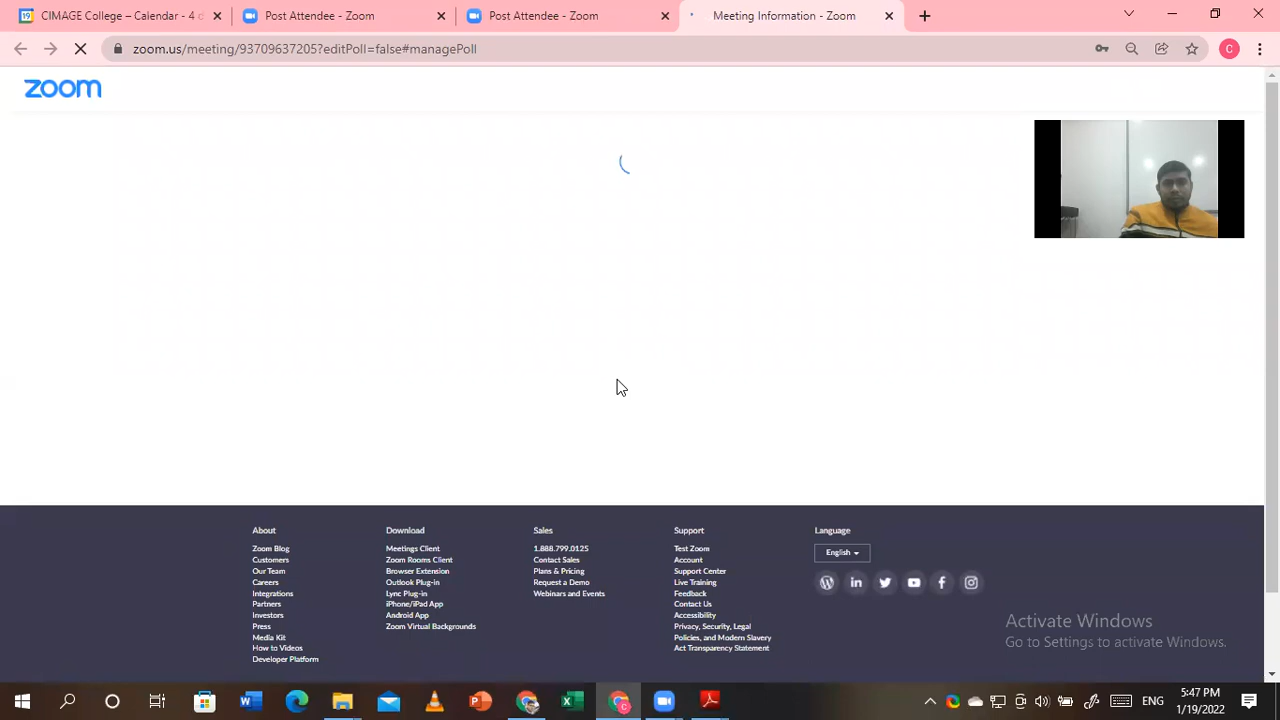 CIMAGE College – Calendar - 4 d
Post Attendee - Zoom
Post Attendee - Zoom
Meeting Information - Zoom
zoom.us/meeting/93709637205?editPoll=false#managePoll
C
zoom
About
Zoom Blog
Customers
Our Team
Careers
Integrations
Partners
Investors
Press
Media Kit
How to Videos
Developer Platform
Download
Meetings Client
Zoom Rooms Client
Browser Extension
Outlook Plug-in
Lync Plug-in
iPhone/iPad App
Android App
Zoom Virtual Backgrounds
Sales
1.888.799.0125
Contact Sales
Plans & Pricing
Request a Demo
Webinars and Events
Support
Test Zoom
Account
Support Center
Live Training
Feedback
Contact Us
Accessibility
Privacy, Security, Legal
Policies, and Modern Slavery
Act Transparency Statement
Language
English
Activate Windows
Go to Settings to activate Windows.
ENG
5:47 PM
1/19/2022